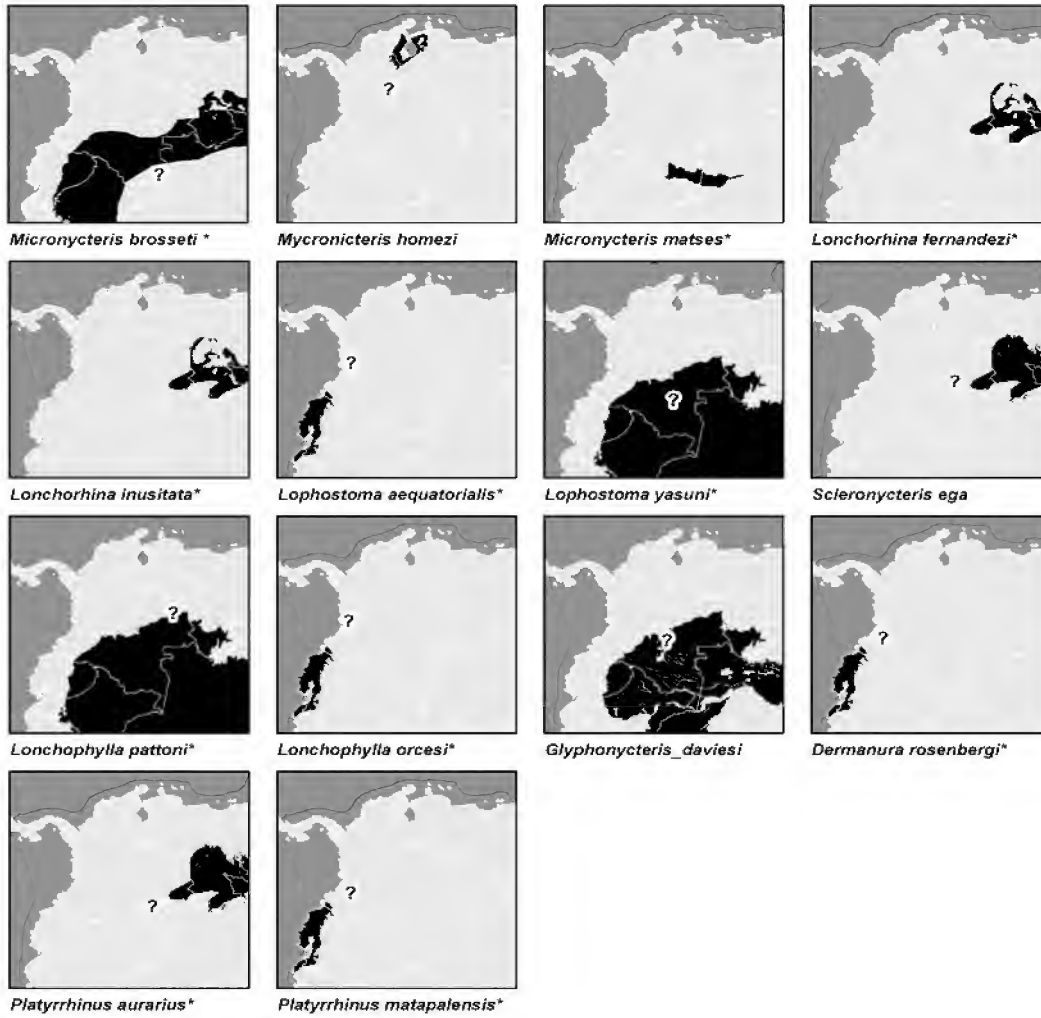 ?
Micronycteris brosseti *
?
Mycronicteris homezi
Micronycteris matses*
Lonchorhina fernandezi*
Lonchorhina inusitata*
?
Lophostoma aequatorialis*
?
Lophostoma yasuni*
?
Scleronycteris ega
?
Lonchophylla pattoni*
?
Lonchophylla orcesi*
?
Glyphonycteris_daviesi
?
Dermanura rosenbergi*
?
Platyrrhinus aurarius*
?
Platyrrhinus matapalensis*